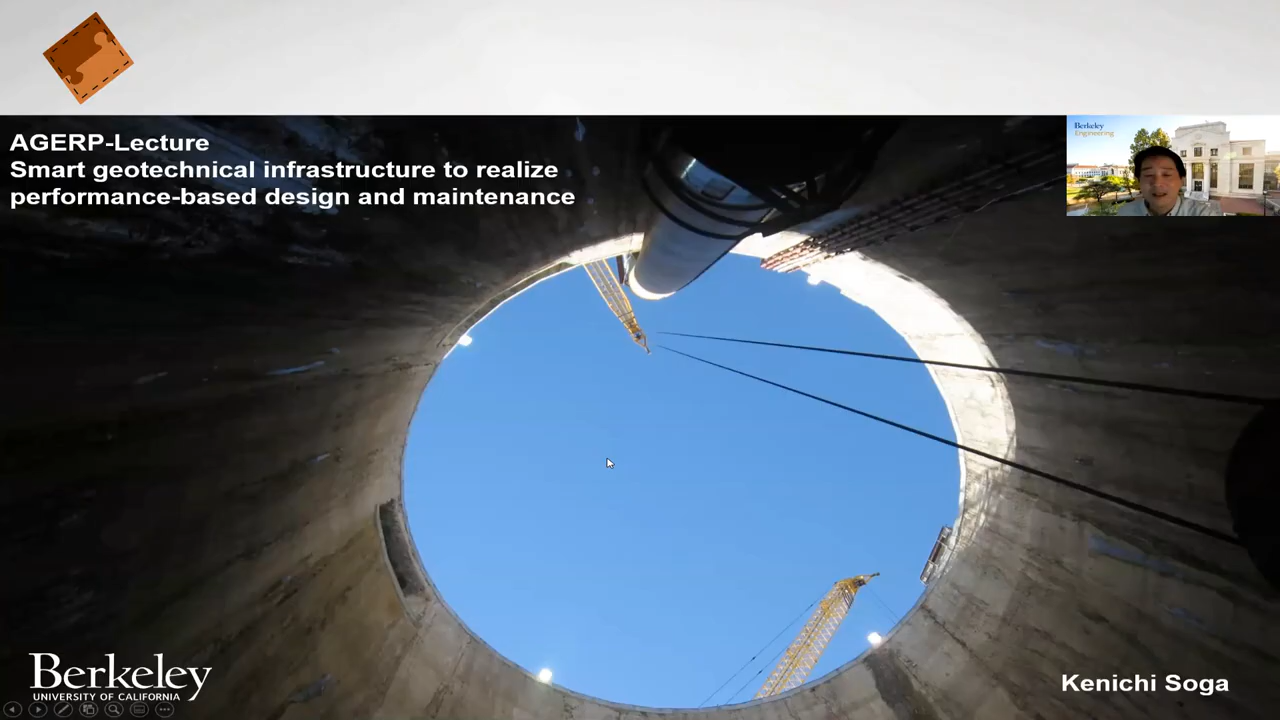 AGERP-Lecture
Smart geotechnical infrastructure to realize
performance-based design and maintenance
Berkeley
Engineering
Berkeley
UNIVERSITY OF CALIFORNIA
Kenichi Soga